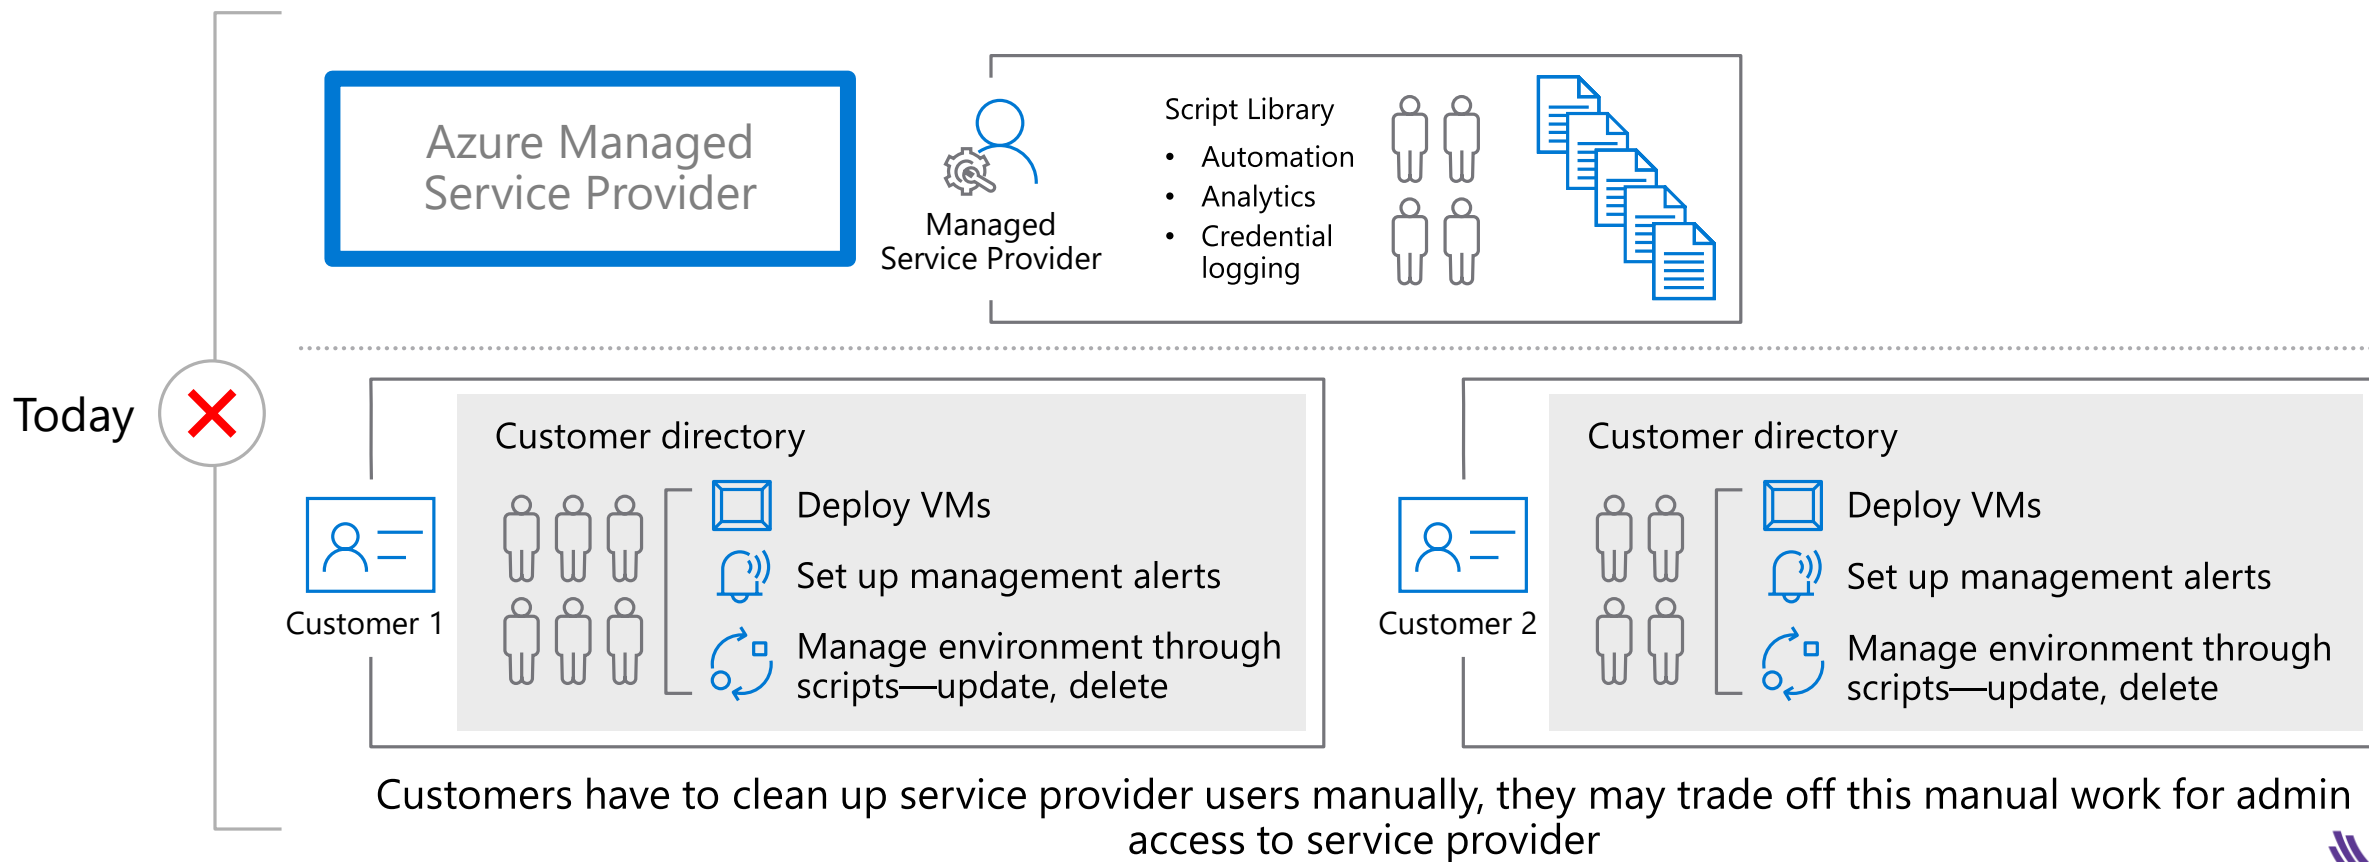 Azure Managed
Service Provider
Managed
Service Provider
Script Library
• Automation
• Analytics
• Credential
logging
Today
Customer directory
Deploy VMs
Set up management alerts
Manage environment through
scripts—update, delete
Customer 1
Customer directory
Deploy VMs
Set up management alerts
Manage environment through
scripts—update, delete
Customer 2
Customers have to clean up service provider users manually, they may trade off this manual work for admin
access to service provider